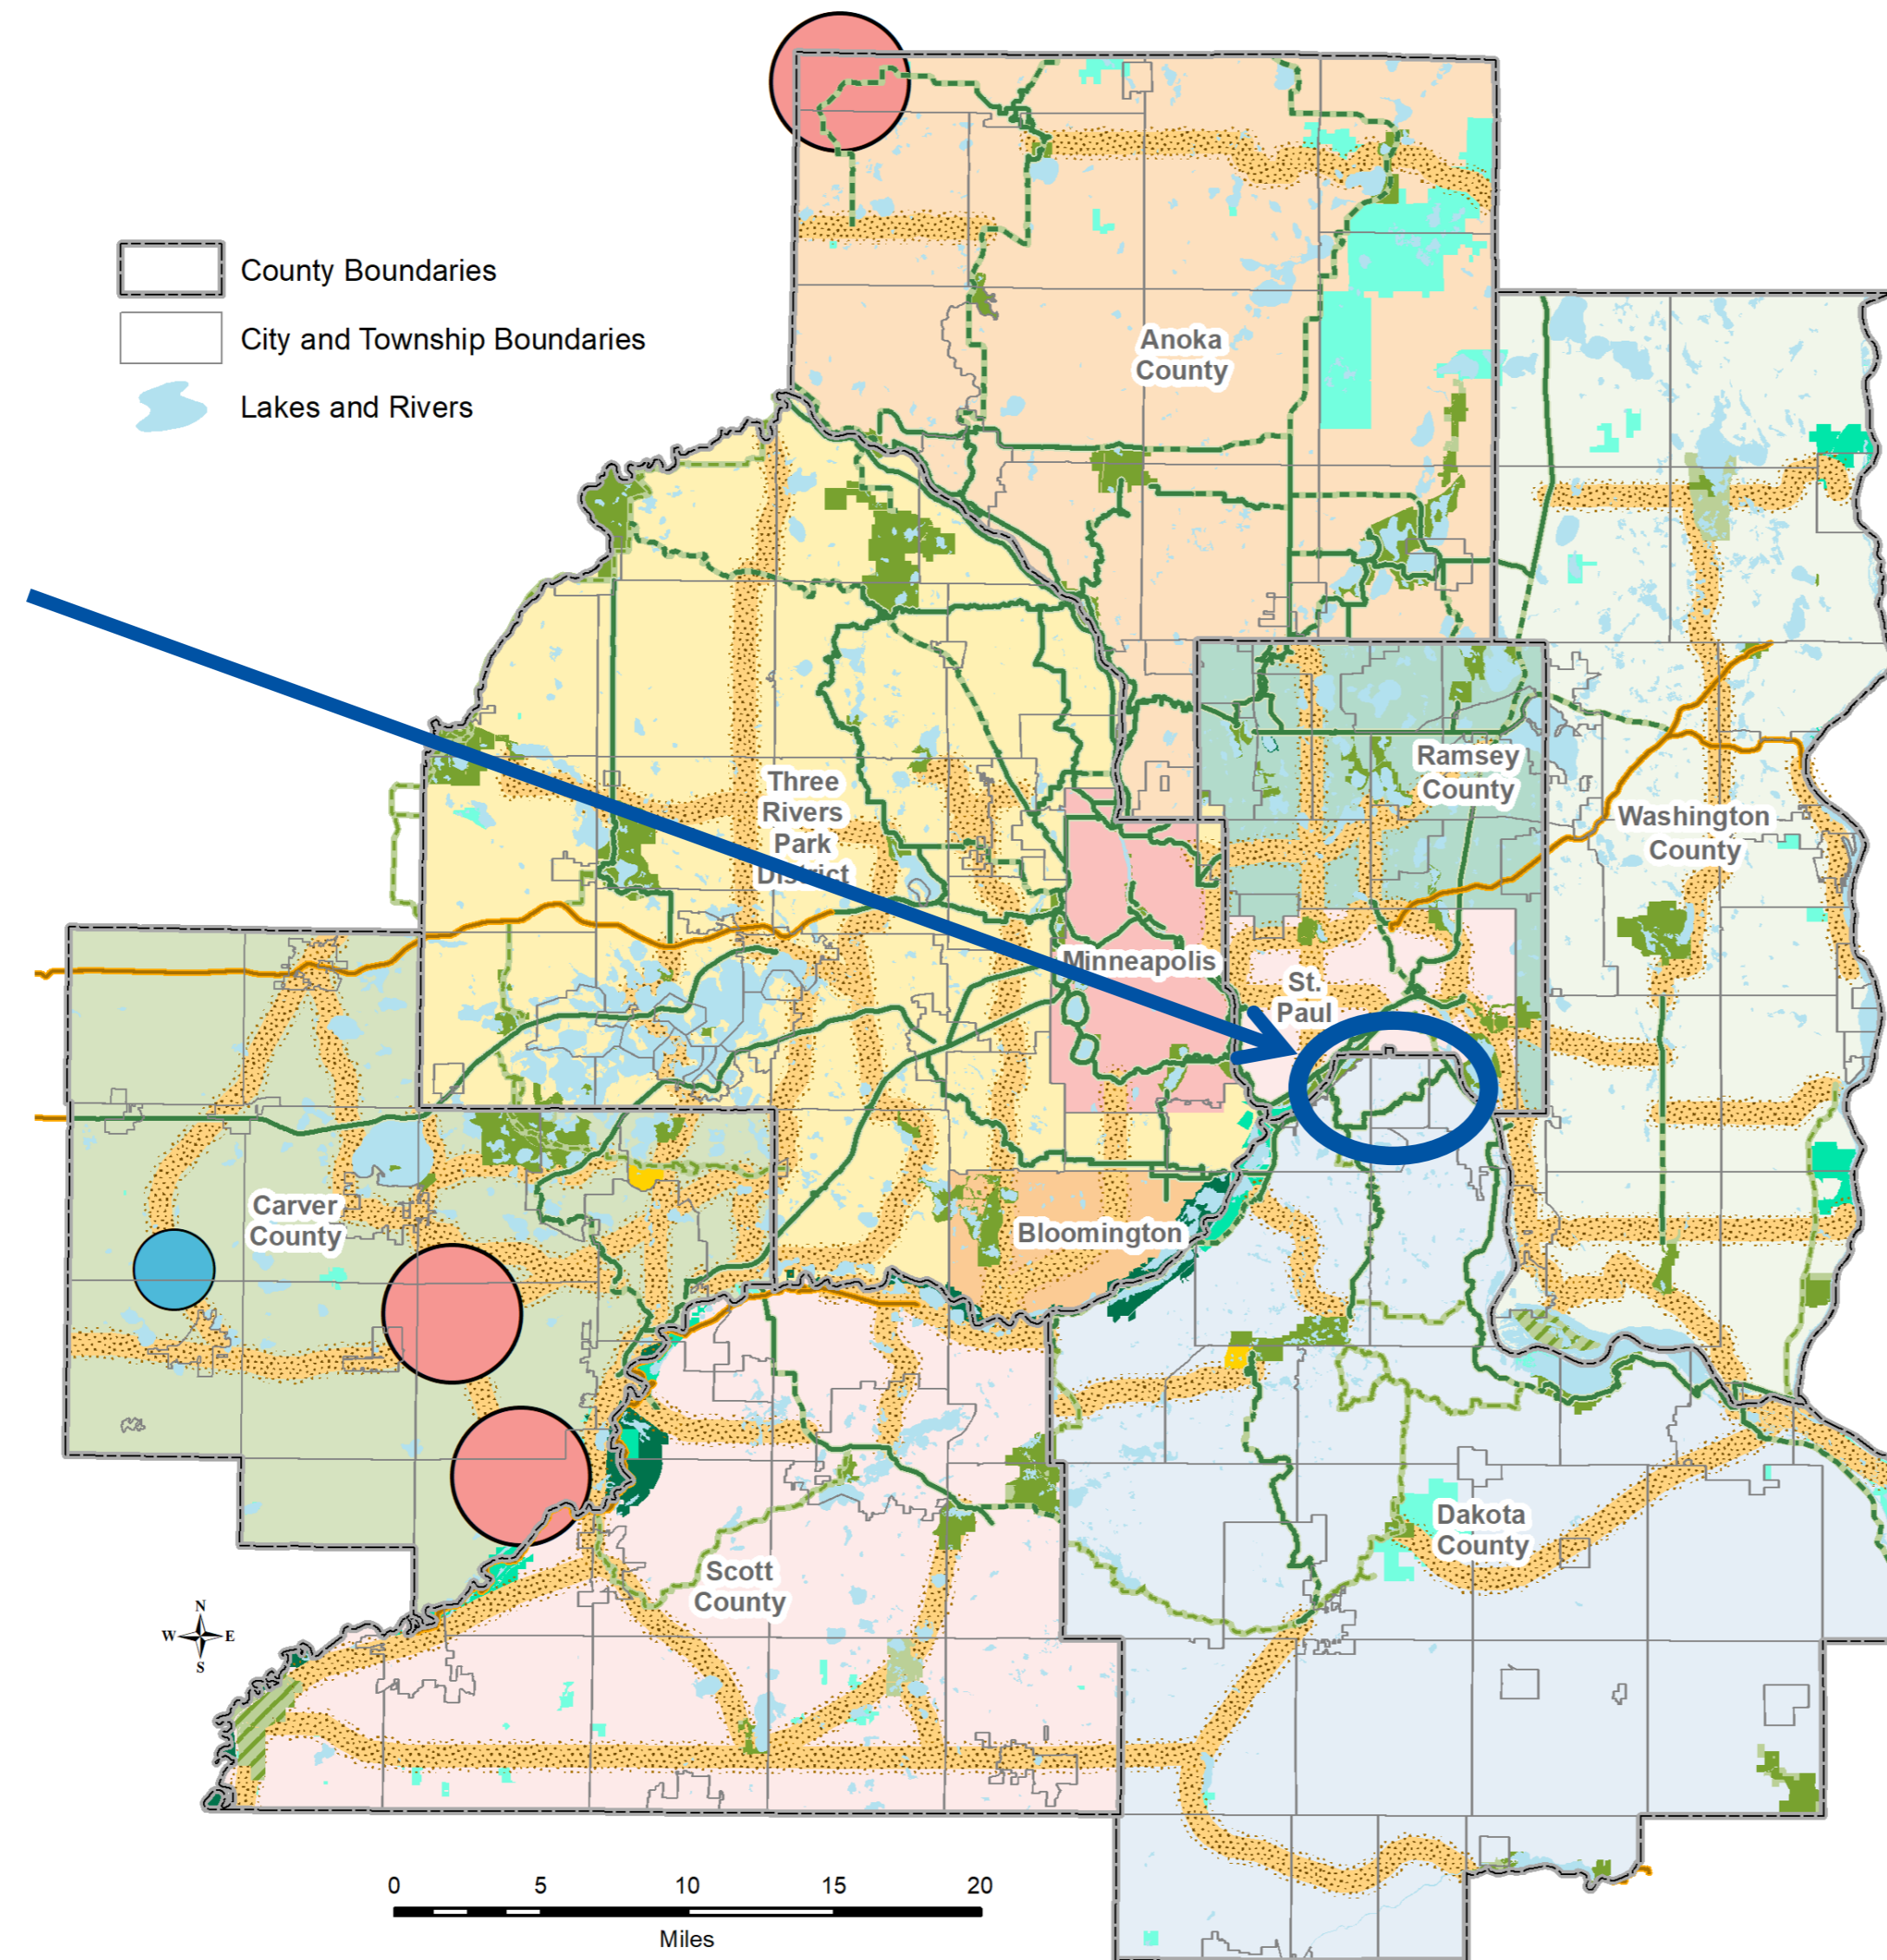 County Boundaries
City and Township Boundaries
Lakes and Rivers
Anoka
County
Three
Rivers
Park
District
Ramsey
County
Washington
County
Minneapolis
St.
Paul
Carver
County
Bloomington
Dakota
County
Scott
County
N
W E
S
0 5 10 15 20
Miles